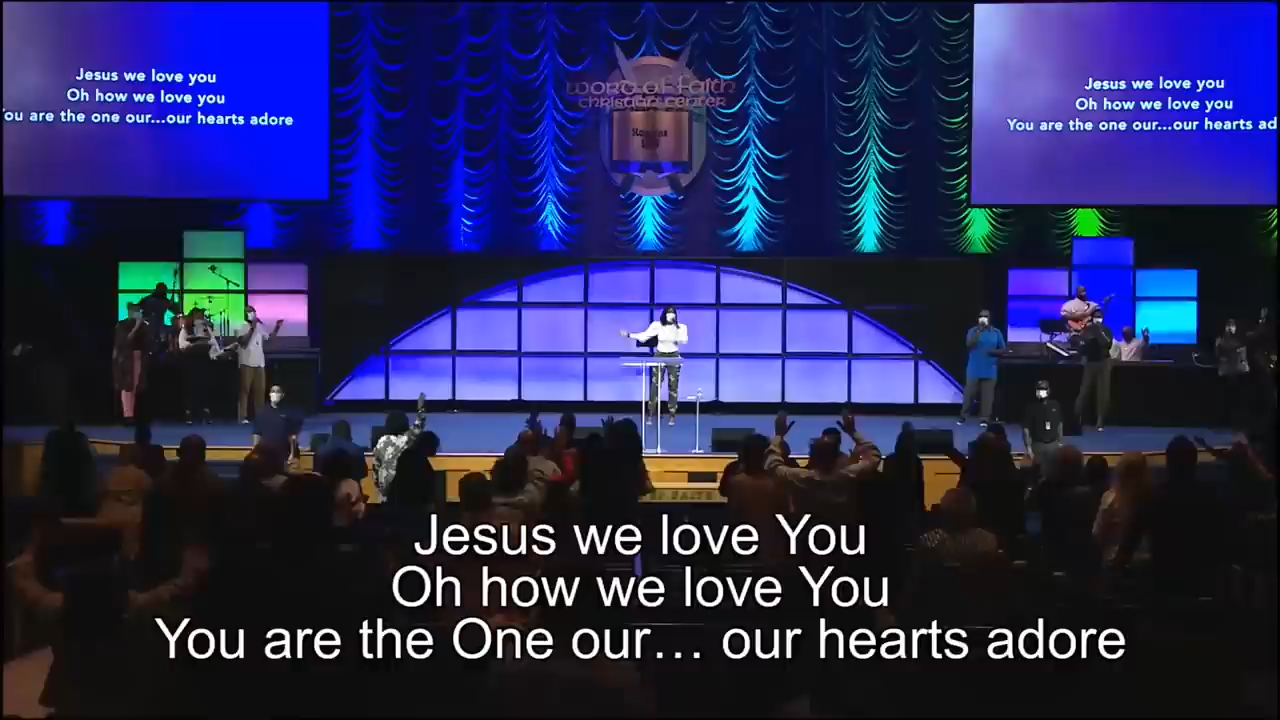 Jesus we love you
Oh how we love you
ou are the one our...our hearts adore
word of faith
christian center
Jesus we love you
Oh how we love you
You are the one our...our hearts ad
Jesus we love You
Oh how we love You
You are the One our... our hearts adore